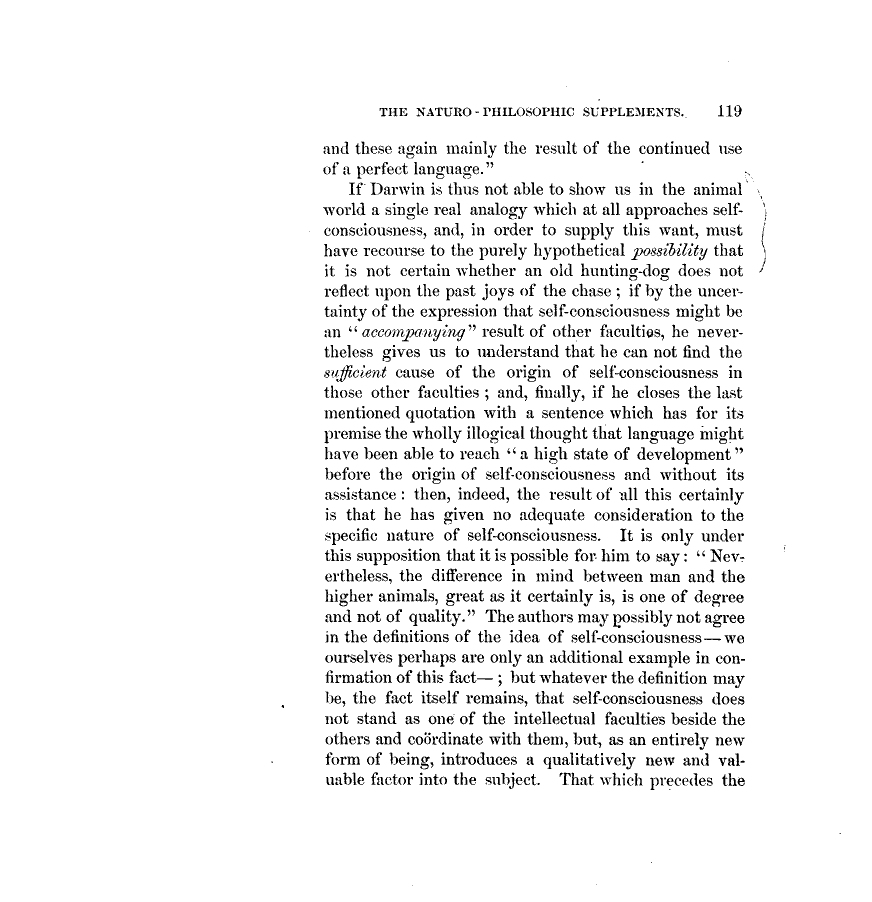 THE NATURO-PHILOSOPHIC SUPPLEMENTS. 119
and these again mainly the result of the continued use
of a perfect language."
If Darwin is thus not able to show us in the animal
world a single real analogy which at all approaches self-
consciousness, and, in order to supply this want, must
have recourse to the purely hypothetical possibility that
it is not certain whether an old hunting-dog does not
reflect upon the past joys of the chase ; if by the uncer-
tainty of the expression that self-consciousness might be
an "accompanying" result of other faculties, he never-
theless gives us to understand that he can not find the
sufficient cause of the origin of self-consciousness in
those other faculties ; and, finally, if he closes the last
mentioned quotation with a sentence which has for its
premise the wholly illogical thought that language might
have been able to reach "a high state of development"
before the origin of self-consciousness and without its
assistance : then, indeed, the result of all this certainly
is that he has given no adequate consideration to the
specific nature of self-consciousness. It is only under
this supposition that it is possible for him to say : "Nev-
ertheless, the difference in mind between man and the
higher animals, great as it certainly is, is one of degree
and not of quality." The authors may possibly not agree
in the definitions of the idea of self-consciousness—we
ourselves perhaps are only an additional example in con-
firmation of this fact— ; but whatever the definition may
be, the fact itself remains, that self-consciousness does
not stand as one of the intellectual faculties beside the
others and coördinate with them, but, as an entirely new
form of being, introduces a qualitatively new and val-
uable factor into the subject. That which precedes the